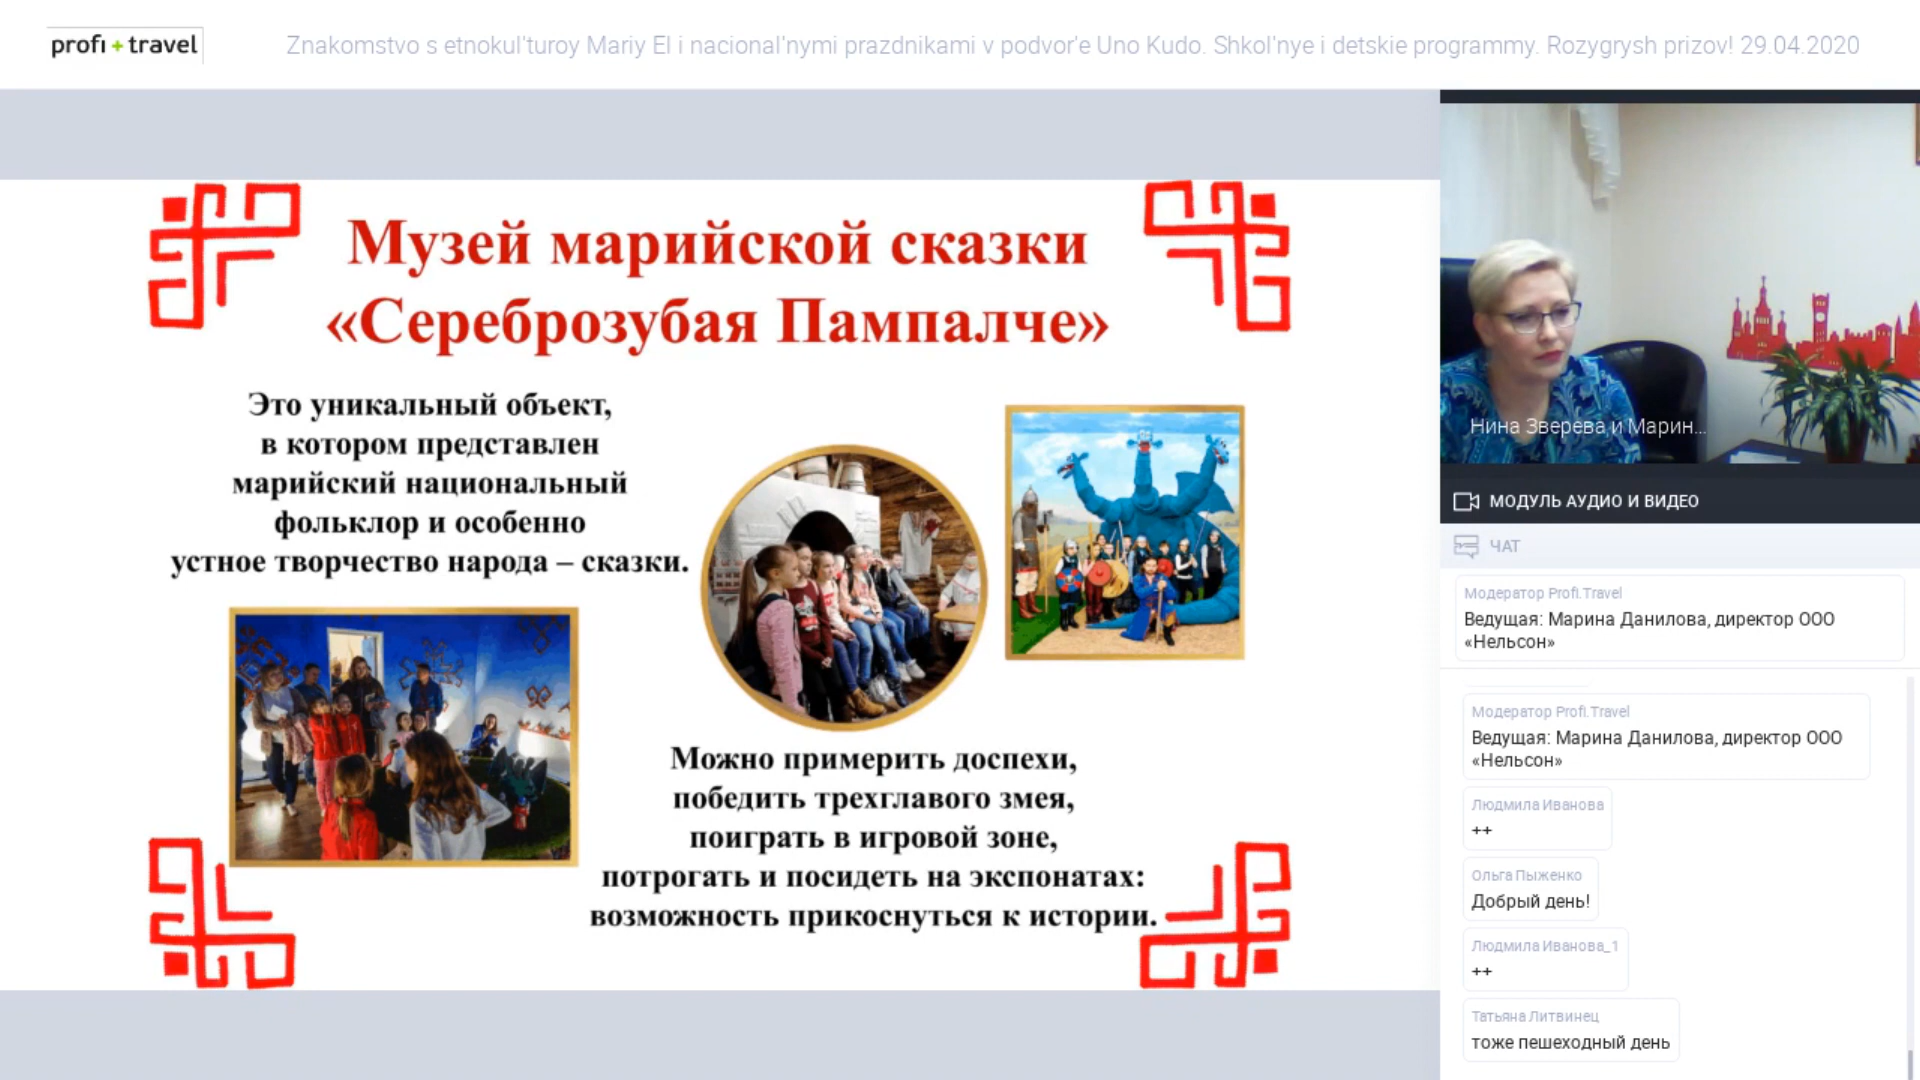 profi + travel
Znakomstvo s etnokul'turoy Mariy El i nacional'nymi prazdnikami v podvor'e Uno Kudo. Shkol'nye i detskie programmy. Rozygrysh prizov! 29.04.2020
Музей марийской сказки
«Сереброзубая Пампалче»
Это уникальный объект,
в котором представлен
марийский национальный
фольклор и особенно
устное творчество народа – сказки.
Можно примерить доспехи,
победить трехглавого змея,
поиграть в игровой зоне,
потрогать и посидеть на экспонатах:
возможность прикоснуться к истории.
Нина Зверева и Марин...
МОДУЛЬ АУДИО И ВИДЕО
ЧАТ
Модератор Profi.Travel
Ведущая: Марина Данилова, директор ООО
«Нельсон»
Модератор Profi.Travel
Ведущая: Марина Данилова, директор ООО
«Нельсон»
Людмила Иванова
++
Ольга Пыженко
Добрый день!
Людмила Иванова_1
++
Татьяна Литвинец
тоже пешеходный день